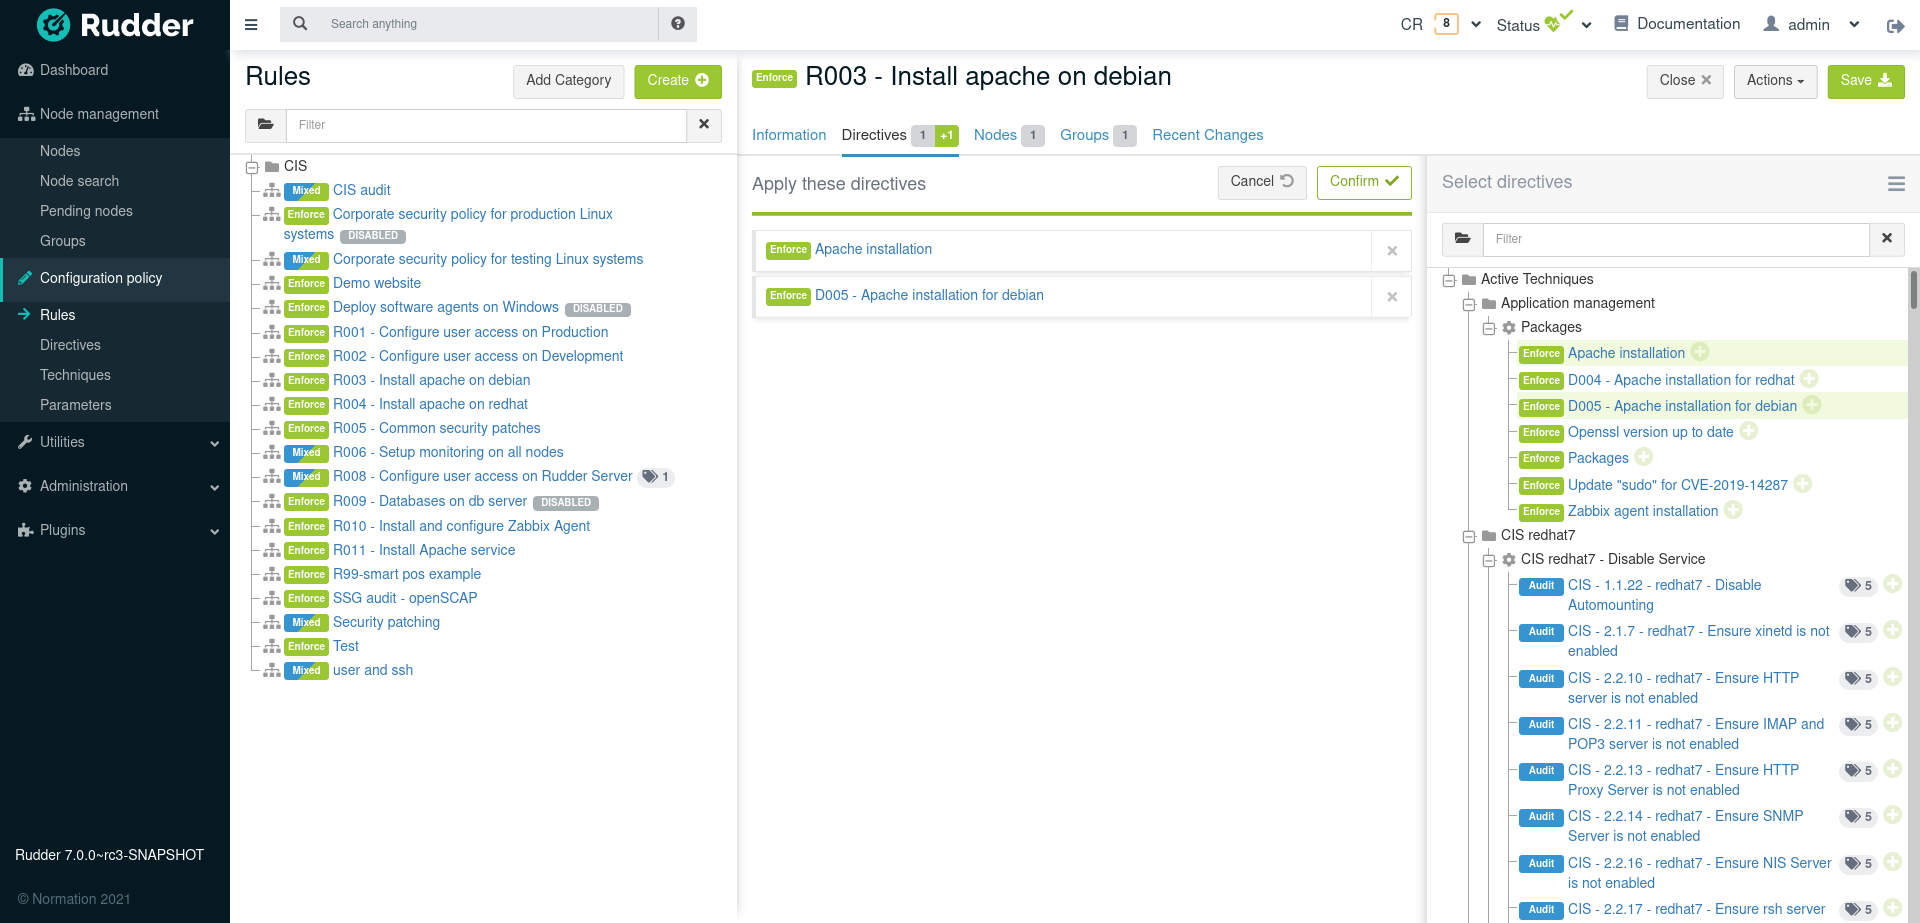 Rudder
Search anything
CR 8
Status
Documentation
admin
Dashboard
Node management
Nodes
Node search
Pending nodes
Groups
Configuration policy
Rules
Directives
Techniques
Parameters
Utilities
Administration
Plugins
Rudder 7.0.0~rc3-SNAPSHOT
© Normation 2021
Rules
Add Category
Create
Filter
CIS
Mixed CIS audit
Enforce Corporate security policy for production Linux
systems DISABLED
Mixed Corporate security policy for testing Linux systems
Enforce Demo website
Enforce Deploy software agents on Windows DISABLED
Enforce R001 - Configure user access on Production
Enforce R002 - Configure user access on Development
Enforce R003 - Install apache on debian
Enforce R004 - Install apache on redhat
Enforce R005 - Common security patches
Mixed R006 - Setup monitoring on all nodes
Mixed R008 - Configure user access on Rudder Server 1
Enforce R009 - Databases on db server DISABLED
Enforce R010 - Install and configure Zabbix Agent
Enforce R011 - Install Apache service
Enforce R99-smart pos example
Enforce SSG audit - openSCAP
Mixed Security patching
Enforce Test
Mixed user and ssh
Enforce R003 - Install apache on debian
Close
Actions
Save
Information
Directives 1 +1
Nodes 1
Groups 1
Recent Changes
Apply these directives
Cancel
Confirm
Enforce Apache installation
Enforce D005 - Apache installation for debian
Select directives
Filter
Active Techniques
Application management
Packages
Enforce Apache installation
Enforce D004 - Apache installation for redhat
Enforce D005 - Apache installation for debian
Enforce Openssl version up to date
Enforce Packages
Enforce Update "sudo" for CVE-2019-14287
Enforce Zabbix agent installation
CIS redhat7
CIS redhat7 - Disable Service
Audit CIS - 1.1.22 - redhat7 - Disable 5
Automounting
Audit CIS - 2.1.7 - redhat7 - Ensure xinetd is not 5
enabled
Audit CIS - 2.2.10 - redhat7 - Ensure HTTP 5
server is not enabled
Audit CIS - 2.2.11 - redhat7 - Ensure IMAP and 5
POP3 server is not enabled
Audit CIS - 2.2.13 - redhat7 - Ensure HTTP 5
Proxy Server is not enabled
Audit CIS - 2.2.14 - redhat7 - Ensure SNMP 5
Server is not enabled
Audit CIS - 2.2.16 - redhat7 - Ensure NIS Server 5
is not enabled
Audit CIS - 2.2.17 - redhat7 - Ensure rsh server 5